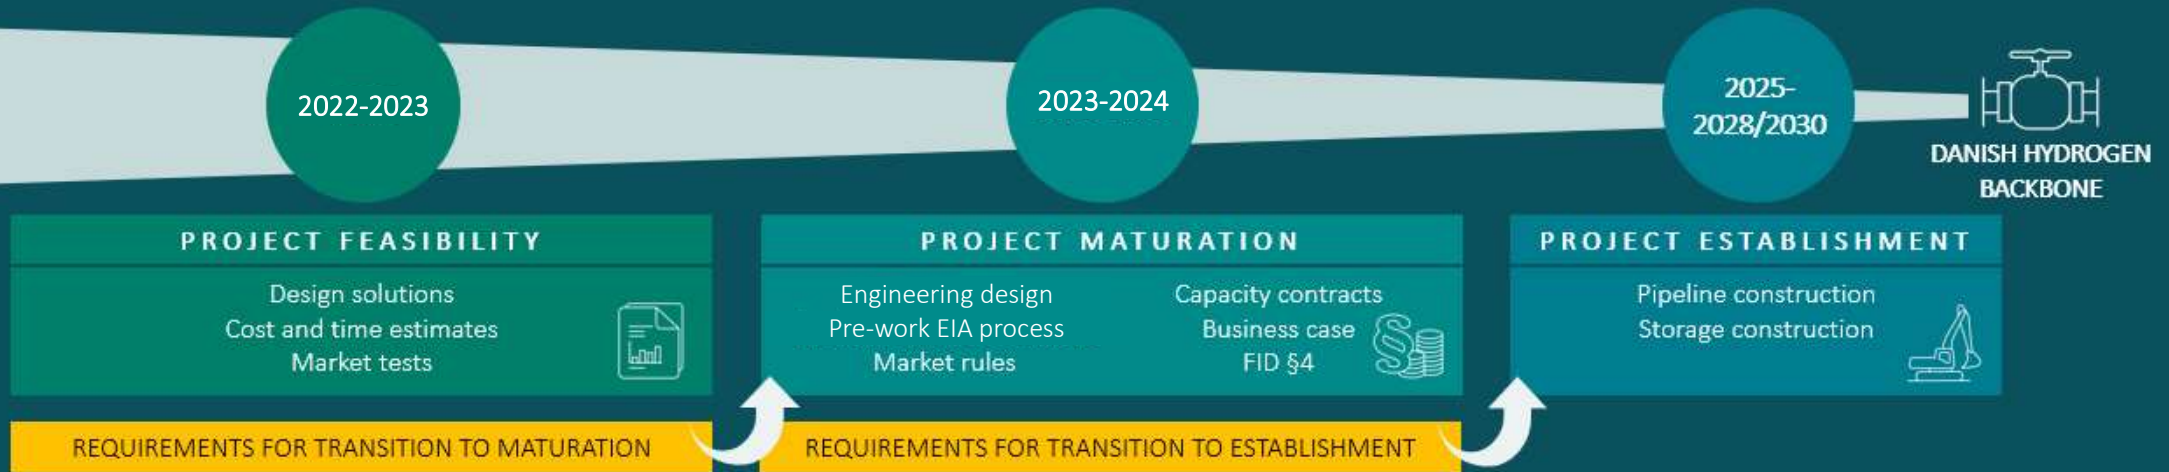 2022-2023
2023-2024
2025-
2028/2030
DANISH HYDROGEN
BACKBONE
PROJECT FEASIBILITY
Design solutions
Cost and time estimates
Market tests
PROJECT MATURATION
Engineering design
Pre-work EIA process
Market rules
Capacity contracts
Business case
FID §4
§
PROJECT ESTABLISHMENT
Pipeline construction
Storage construction
REQUIREMENTS FOR TRANSITION TO MATURATION
REQUIREMENTS FOR TRANSITION TO ESTABLISHMENT